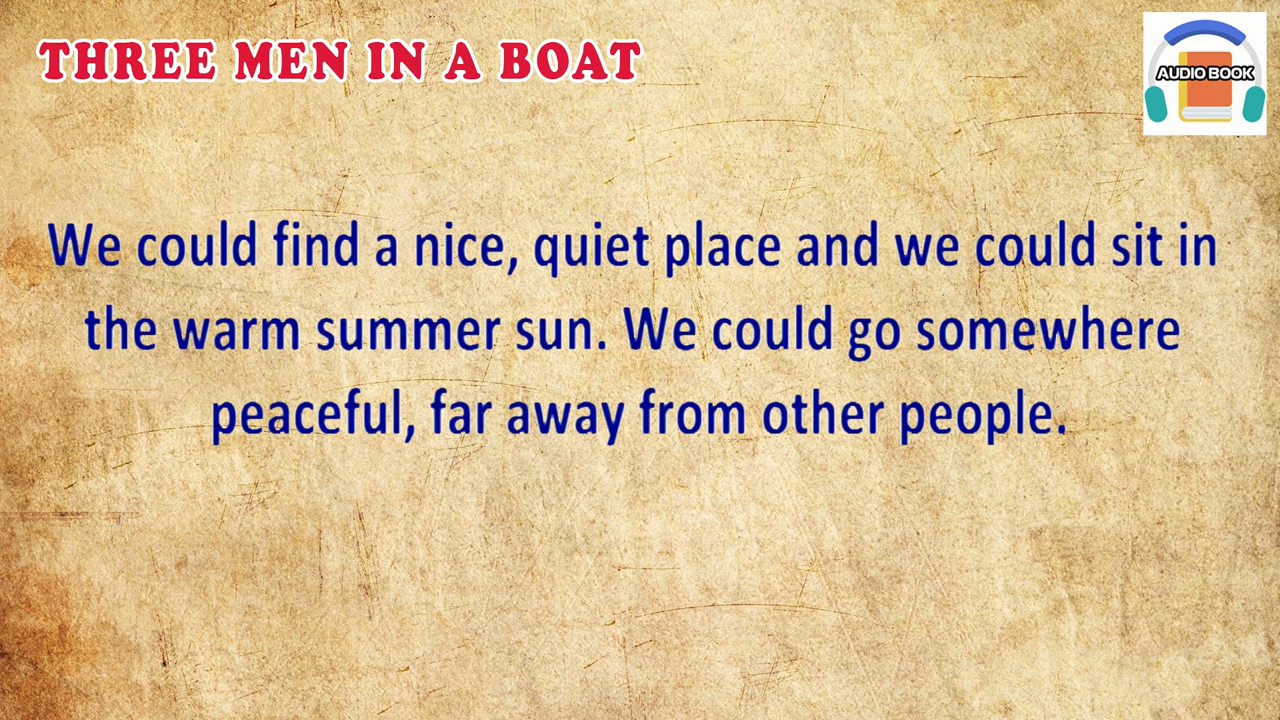 THREE MEN IN A BOAT
AUDIO BOOK
We could find a nice, quiet place and we could sit in
the warm summer sun. We could go somewhere
peaceful, far away from other people.